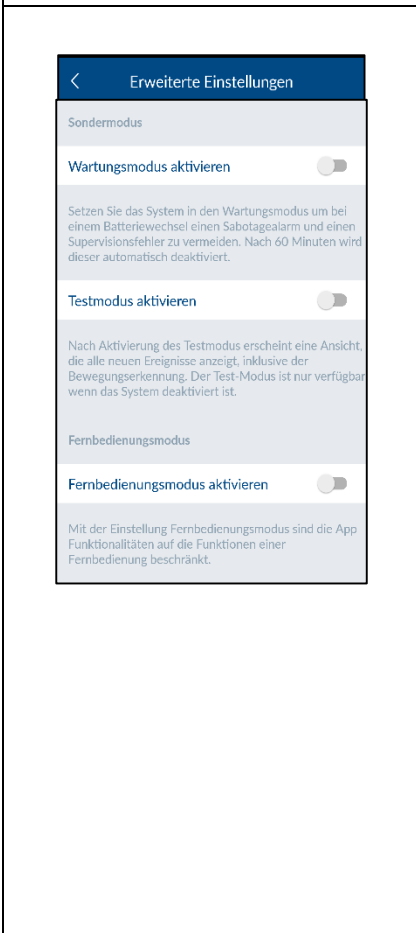 Erweiterte Einstellungen
Sondermodus
Wartungsmodus aktivieren
Setzen Sie das System in den Wartungsmodus um bei
einem Batteriewechsel einen Sabotagealarm und einen
Supervisionsfehler zu vermeiden. Nach 60 Minuten wird
dieser automatisch deaktiviert.
Testmodus aktivieren
Nach Aktivierung des Testmodus erscheint eine Ansicht,
die alle neuen Ereignisse anzeigt, inklusive der
Bewegungserkennung. Der Test-Modus ist nur verfügbar
wenn das System deaktiviert ist.
Fernbedienungsmodus
Fernbedienungsmodus aktivieren
Mit der Einstellung Fernbedienungsmodus sind die App
Funktionalitäten auf die Funktionen einer
Fernbedienung beschränkt.